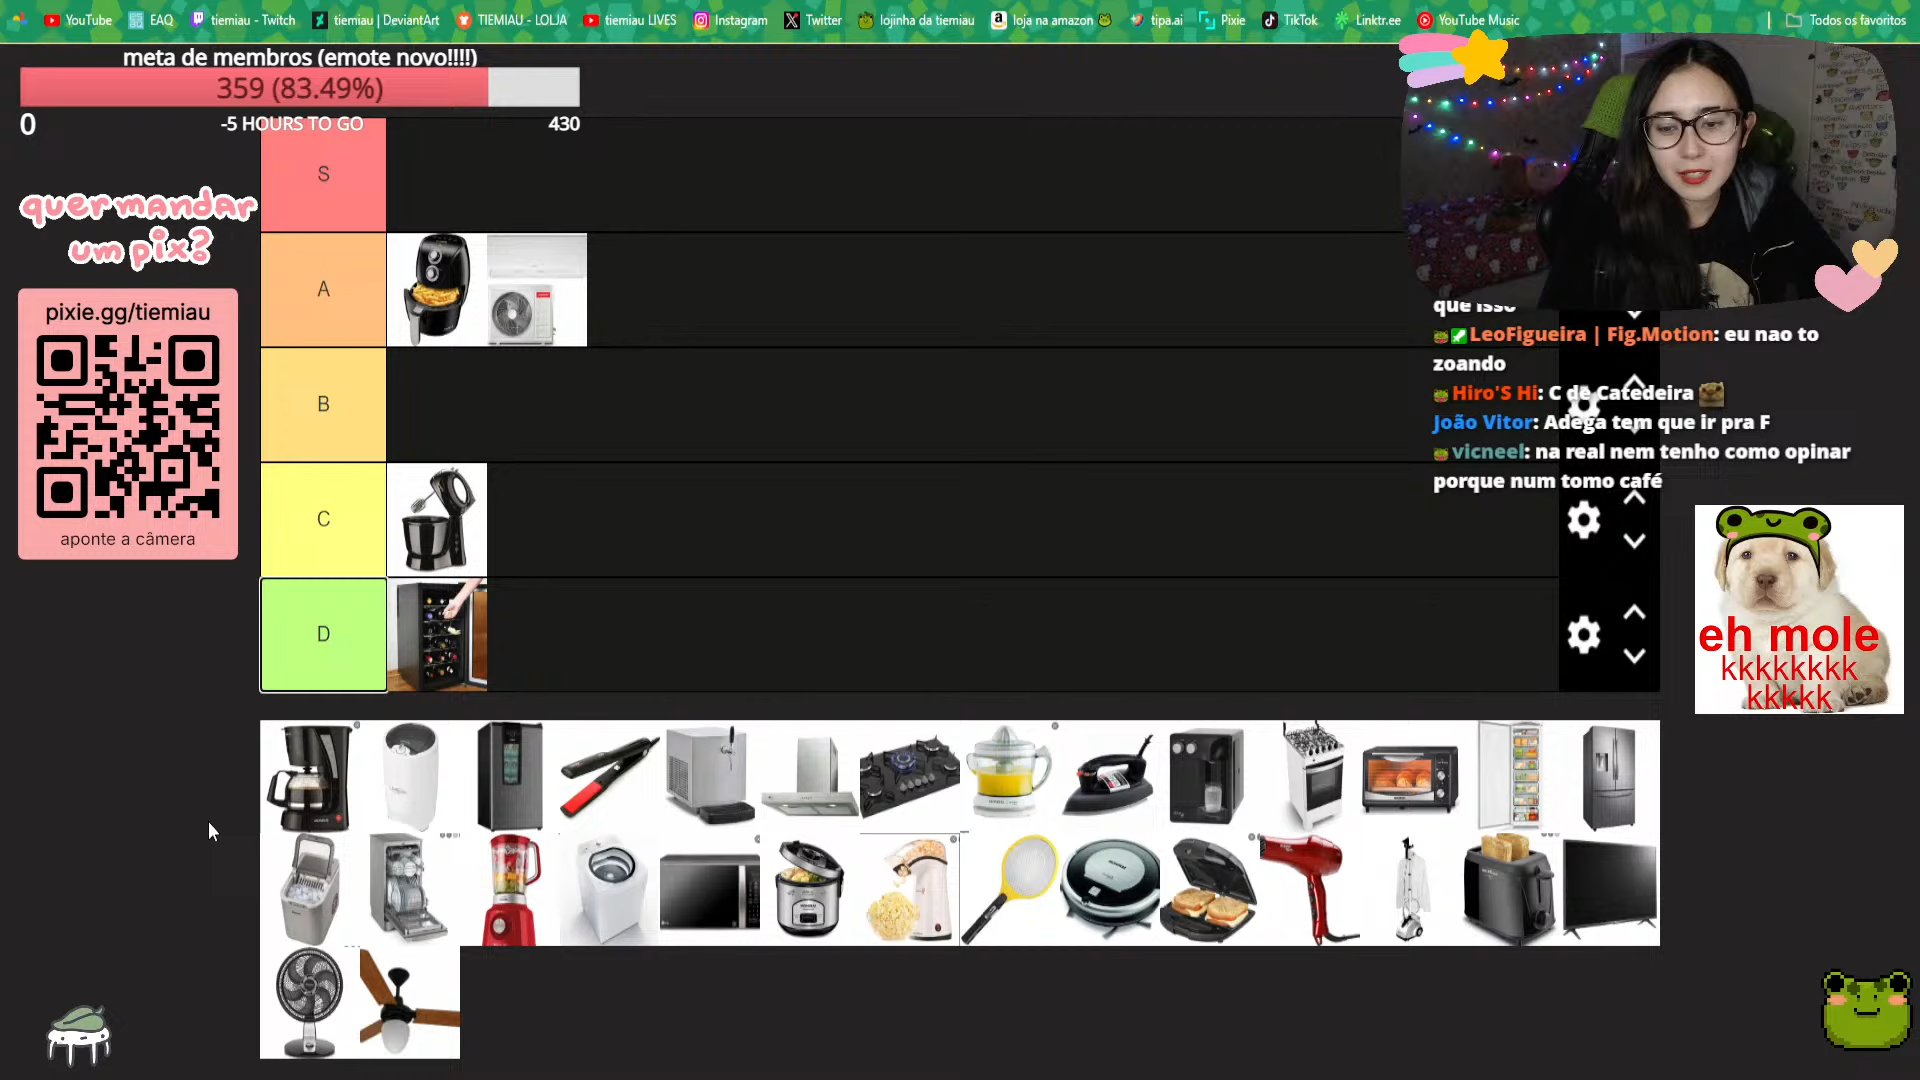 YouTube
EAQ
tiemiau - Twitch
tiemiau | DeviantArt
TIEMIAU - LOLJA
tiemiau LIVES
Instagram
Twitter
lojinha da tiemiau
loja na amazon
tipa.ai
Pixie
TikTok
Linktr.ee
YouTube Music
Todos os favoritos
meta de membros (emote novo!!!!)
359 (83.49%)
0
-5 HOURS TO GO
430
quer mandar
um pix?
pixie.gg/tiemiau
aponte a câmera
S
A
B
C
D
que isso
LeoFigueira | Fig.Motion: eu nao to
zoando
Hiro'S Hi: C de Catedeira
João Vitor: Adega tem que ir pra F
vicneel: na real nem tenho como opinar
porque num tomo café
eh mole
kkkkkkkk
kkkkk